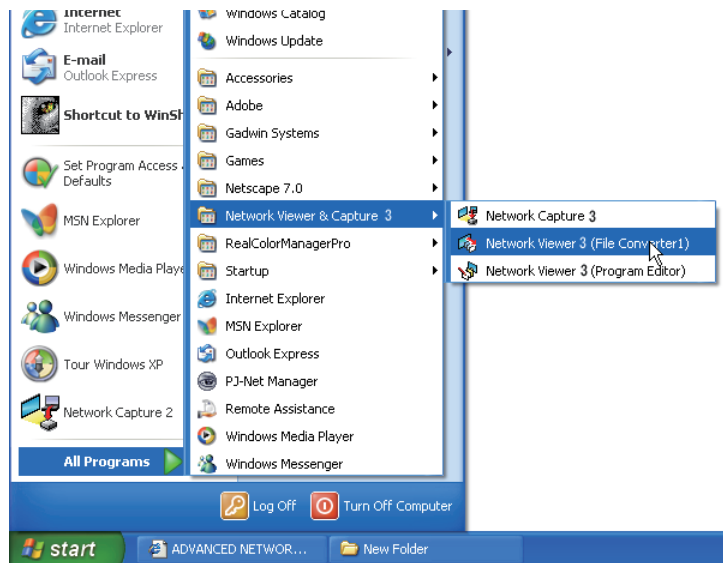 Internet
Internet Explorer
E-mail
Outlook Express
Shortcut to WinSh
Set Program Access
Defaults
MSN Explorer
Windows Media Playe
Windows Messenger
Tour Windows XP
Network Capture 2
All Programs
Windows Catalog
Windows Update
Accessories
Adobe
Gadwin Systems
Games
Netscape 7.0
Network Viewer & Capture 3
RealColorManagerPro
Startup
Internet Explorer
MSN Explorer
Outlook Express
PJ-Net Manager
Remote Assistance
Windows Media Player
Windows Messenger
Network Capture 3
Network Viewer 3 (File Converter1)
Network Viewer 3 (Program Editor)
Log Off
Turn Off Computer
start
ADVANCED NETWOR...
New Folder